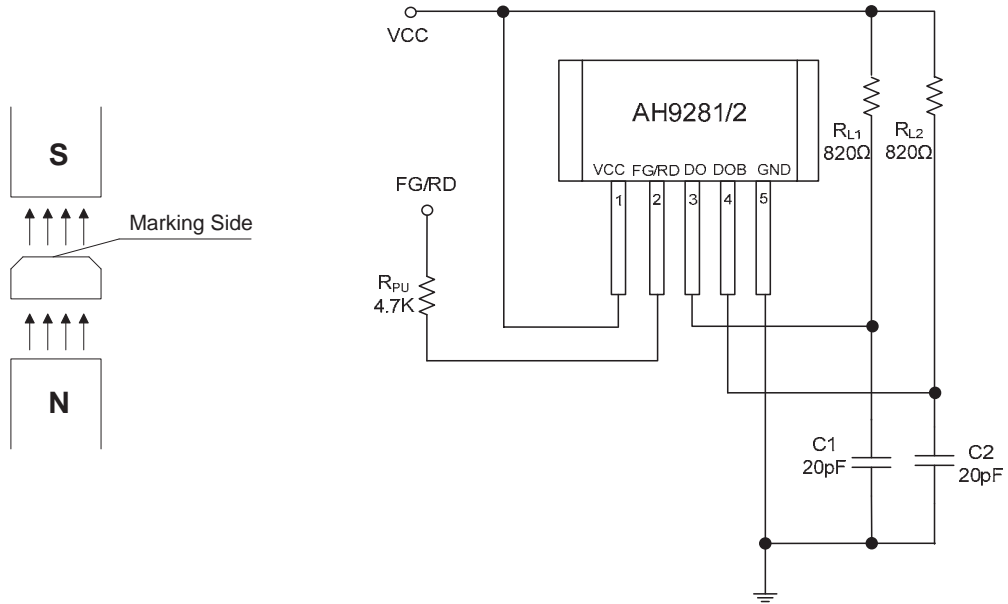 S
Marking Side
N
VCC
AH9281/2
VCC FG/RD DO DOB GND
1 2 3 4 5
FG/RD
RPU
4.7K
RL1
820Ω
RL2
820Ω
C1
20pF
C2
20pF